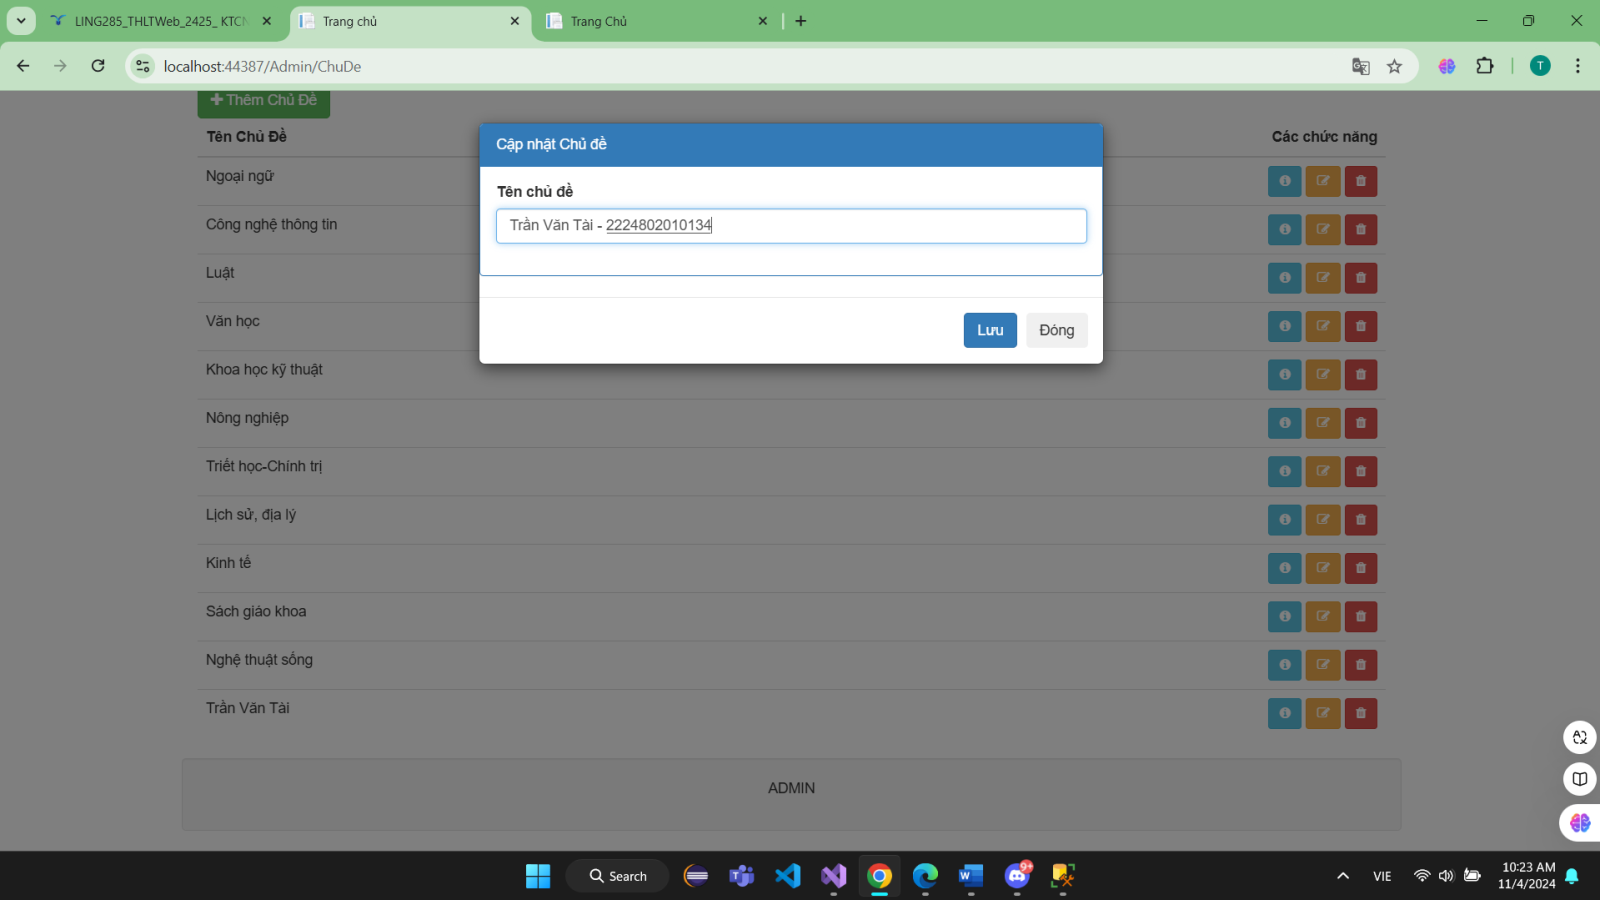 LING285_THLTWeb_2425_ KTCN
Trang chủ
Trang Chủ
localhost:44387/Admin/ChuDe
T
Thêm Chủ Đề
Tên Chủ Đề
Các chức năng
Cập nhật Chủ đề
Tên chủ đề
Trần Văn Tài - 2224802010134
Lưu
Đóng
Ngoại ngữ
Công nghệ thông tin
Luật
Văn học
Khoa học kỹ thuật
Nông nghiệp
Triết học-Chính trị
Lịch sử, địa lý
Kinh tế
Sách giáo khoa
Nghệ thuật sống
Trần Văn Tài
ADMIN
Search
9+
VIE
10:23 AM
11/4/2024